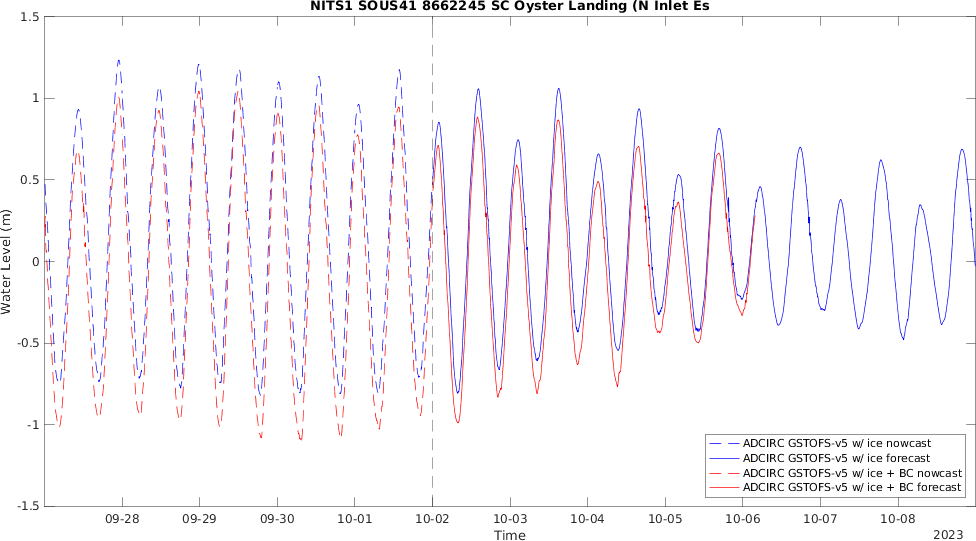 NITS1 SOUS41 8662245 SC Oyster Landing (N Inlet Es
1.5
1
0.5
0
-0.5
-1
-1.5
Water Level (m)
09-28
09-29
09-30
10-01
10-02
10-03
10-04
10-05
10-06
10-07
10-08
Time
2023
ADCIRC GSTOFS-v5 w/ ice nowcast
ADCIRC GSTOFS-v5 w/ ice forecast
ADCIRC GSTOFS-v5 w/ ice + BC nowcast
ADCIRC GSTOFS-v5 w/ ice + BC forecast